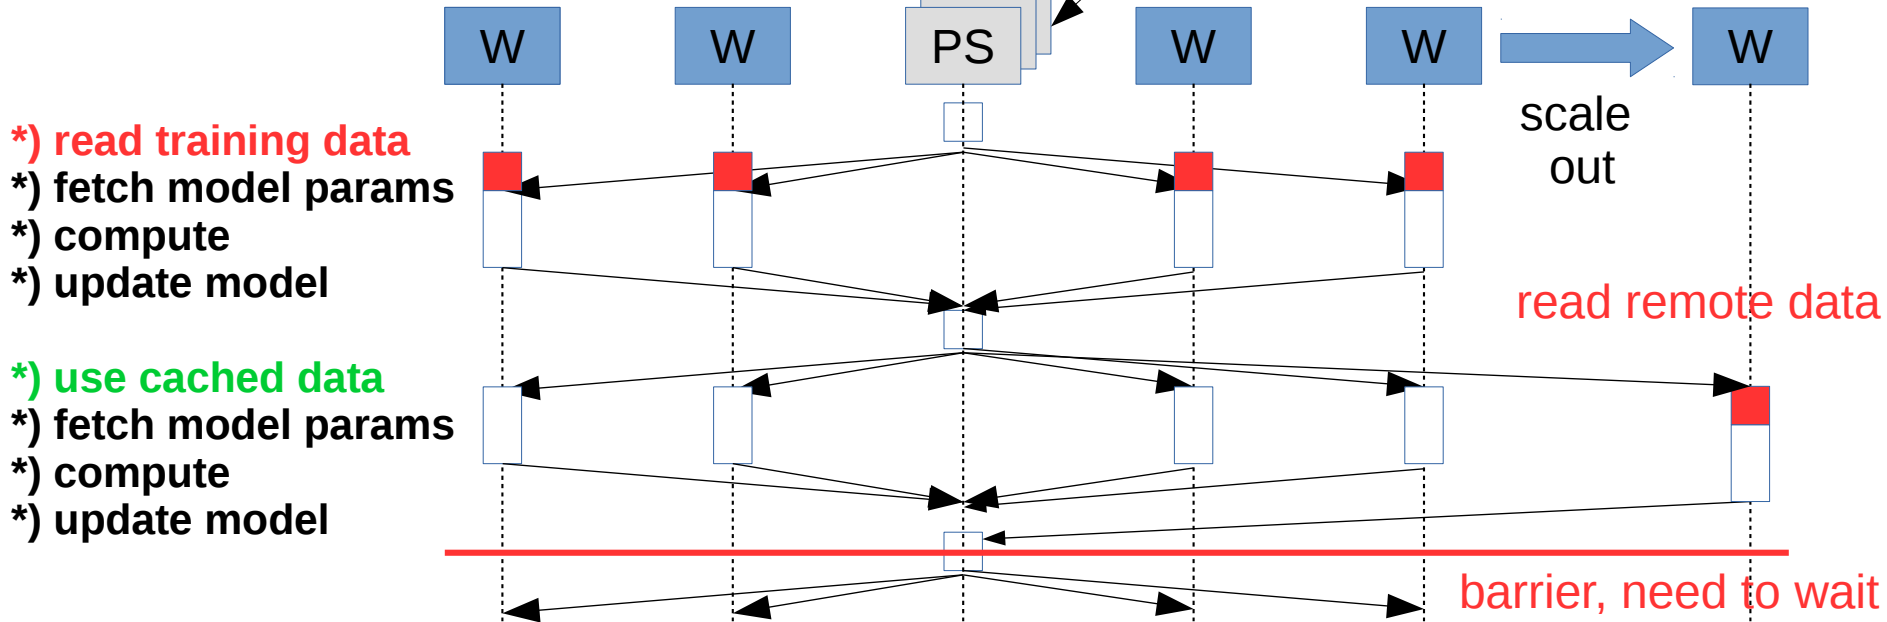 W W PS W W W
scale
out
*) read training data
*) fetch model params
*) compute
*) update model
read remote data
*) use cached data
*) fetch model params
*) compute
*) update model
barrier, need to wait